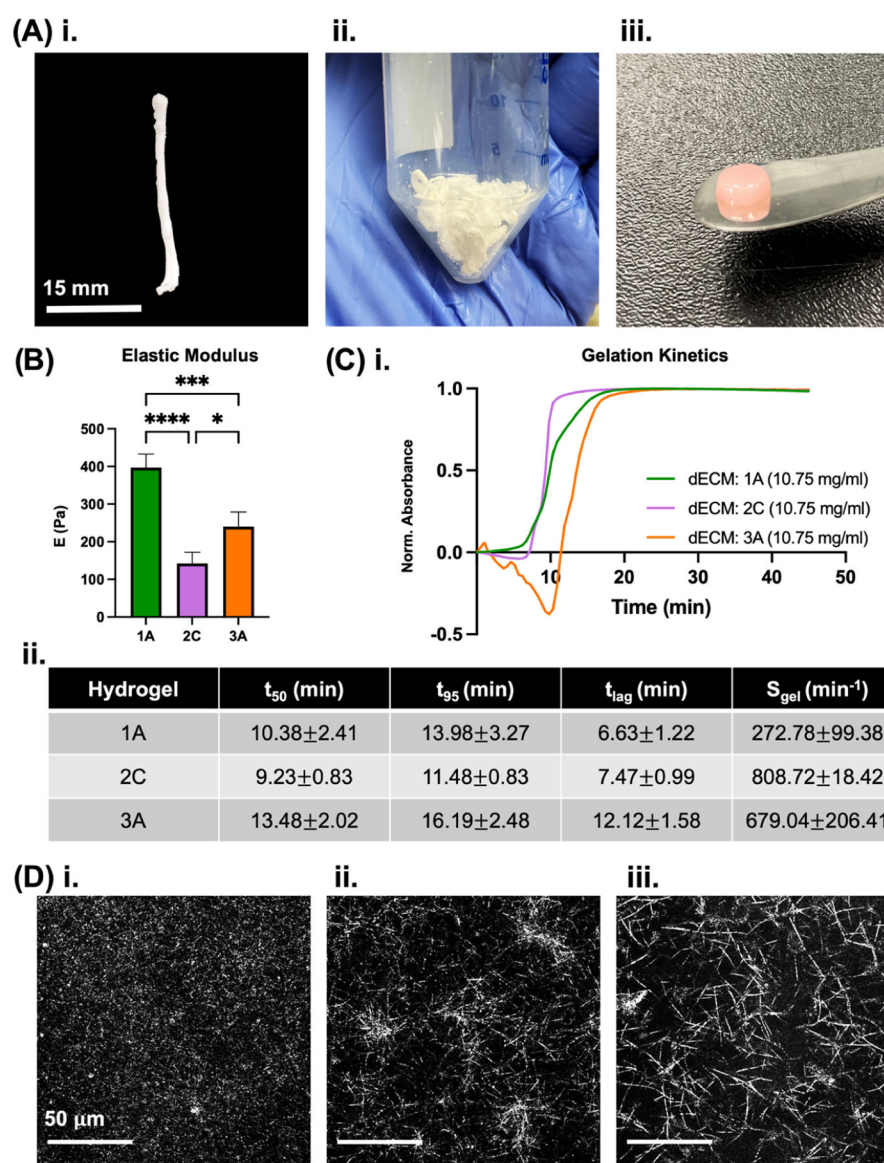 (A) i.
ii.
iii.
15 mm
10
5
(B)
Elastic Modulus
***
**** *
500
400
300
200
100
0
E (Pa)
1A 2C 3A
(C) i.
Gelation Kinetics
1.0
0.5
0.0
-0.5
Norm. Absorbance
10 20 30 40 50
Time (min)
dECM: 1A (10.75 mg/ml)
dECM: 2C (10.75 mg/ml)
dECM: 3A (10.75 mg/ml)
ii.
Hydrogel t50 (min) t95 (min) tlag (min) Sgel (min-1)
1A 10.38±2.41 13.98±3.27 6.63±1.22 272.78±99.38
2C 9.23±0.83 11.48±0.83 7.47±0.99 808.72±18.42
3A 13.48±2.02 16.19±2.48 12.12±1.58 679.04±206.41
(D) i.
ii.
iii.
50 μm